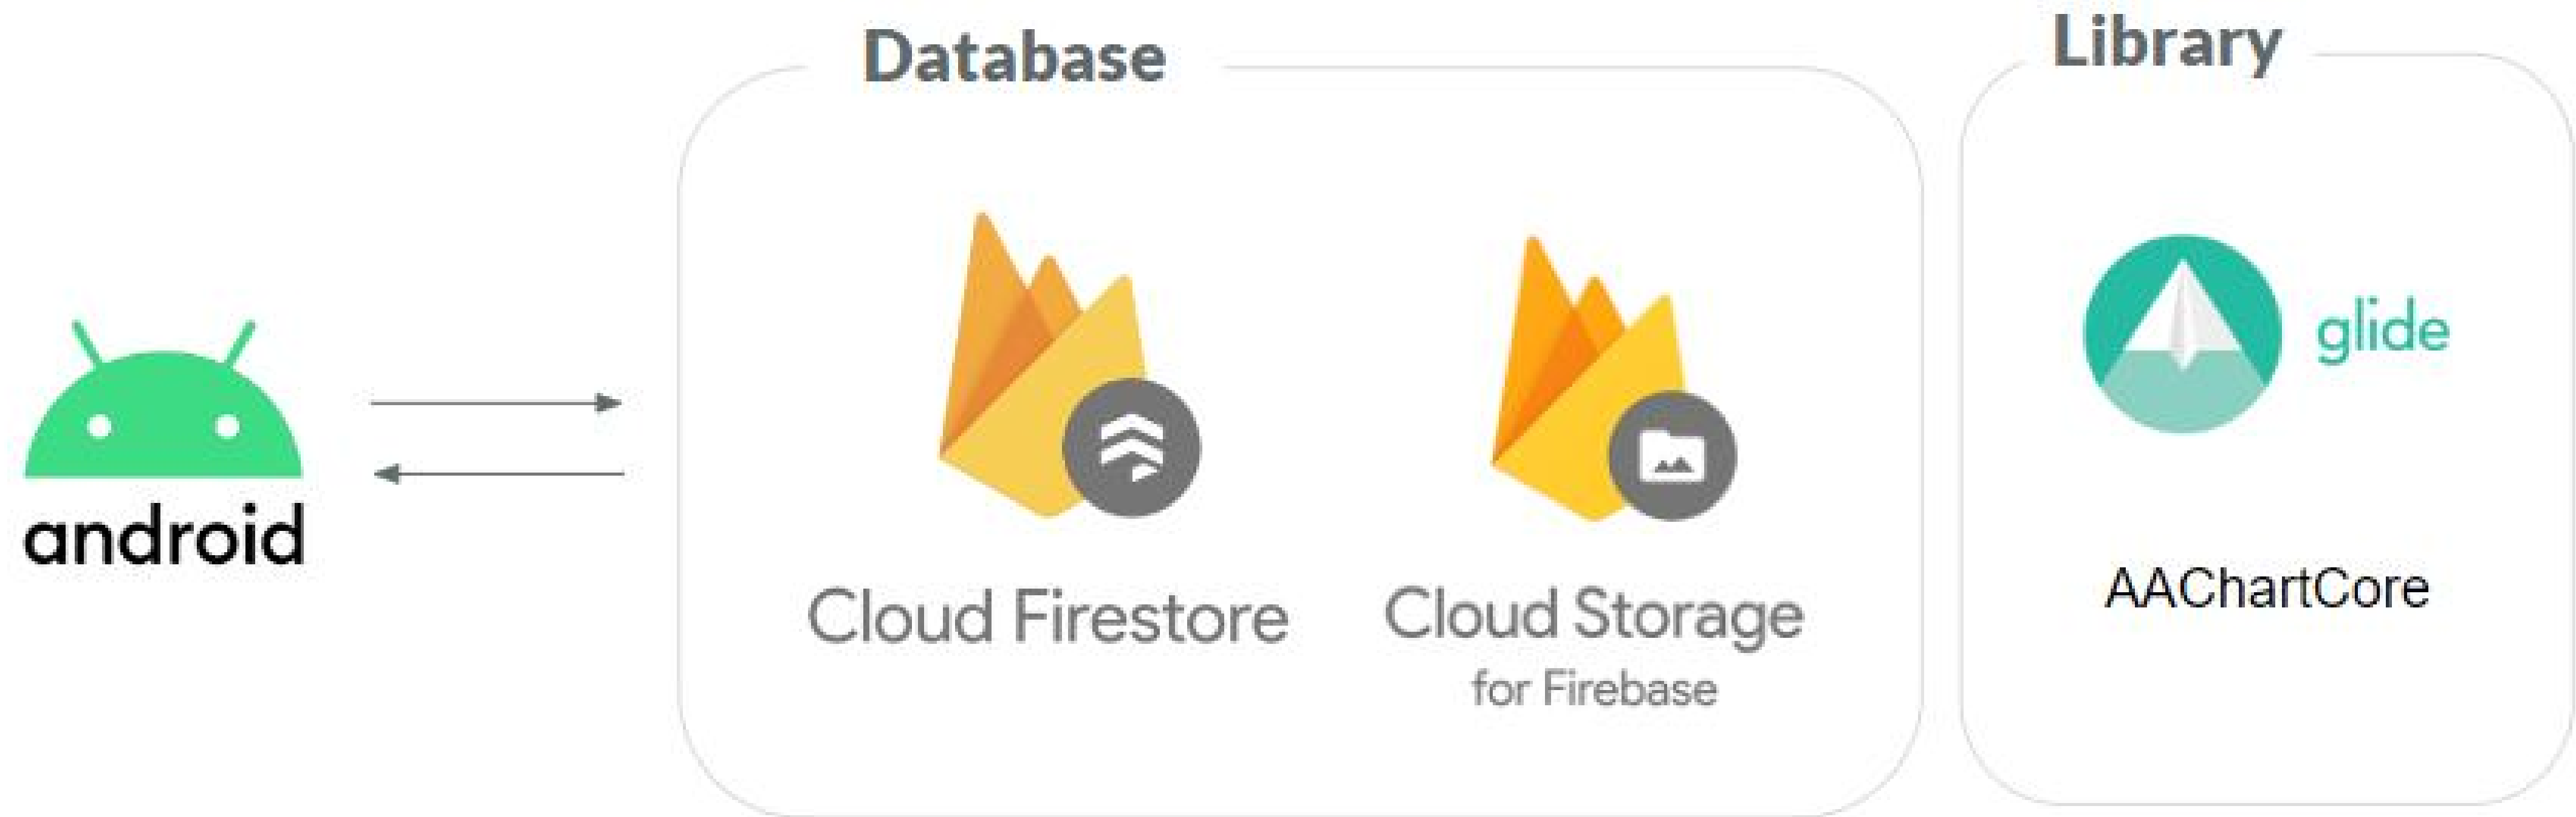 Database
Library
android
Cloud Firestore
Cloud Storage
for Firebase
glide
AAChartCore